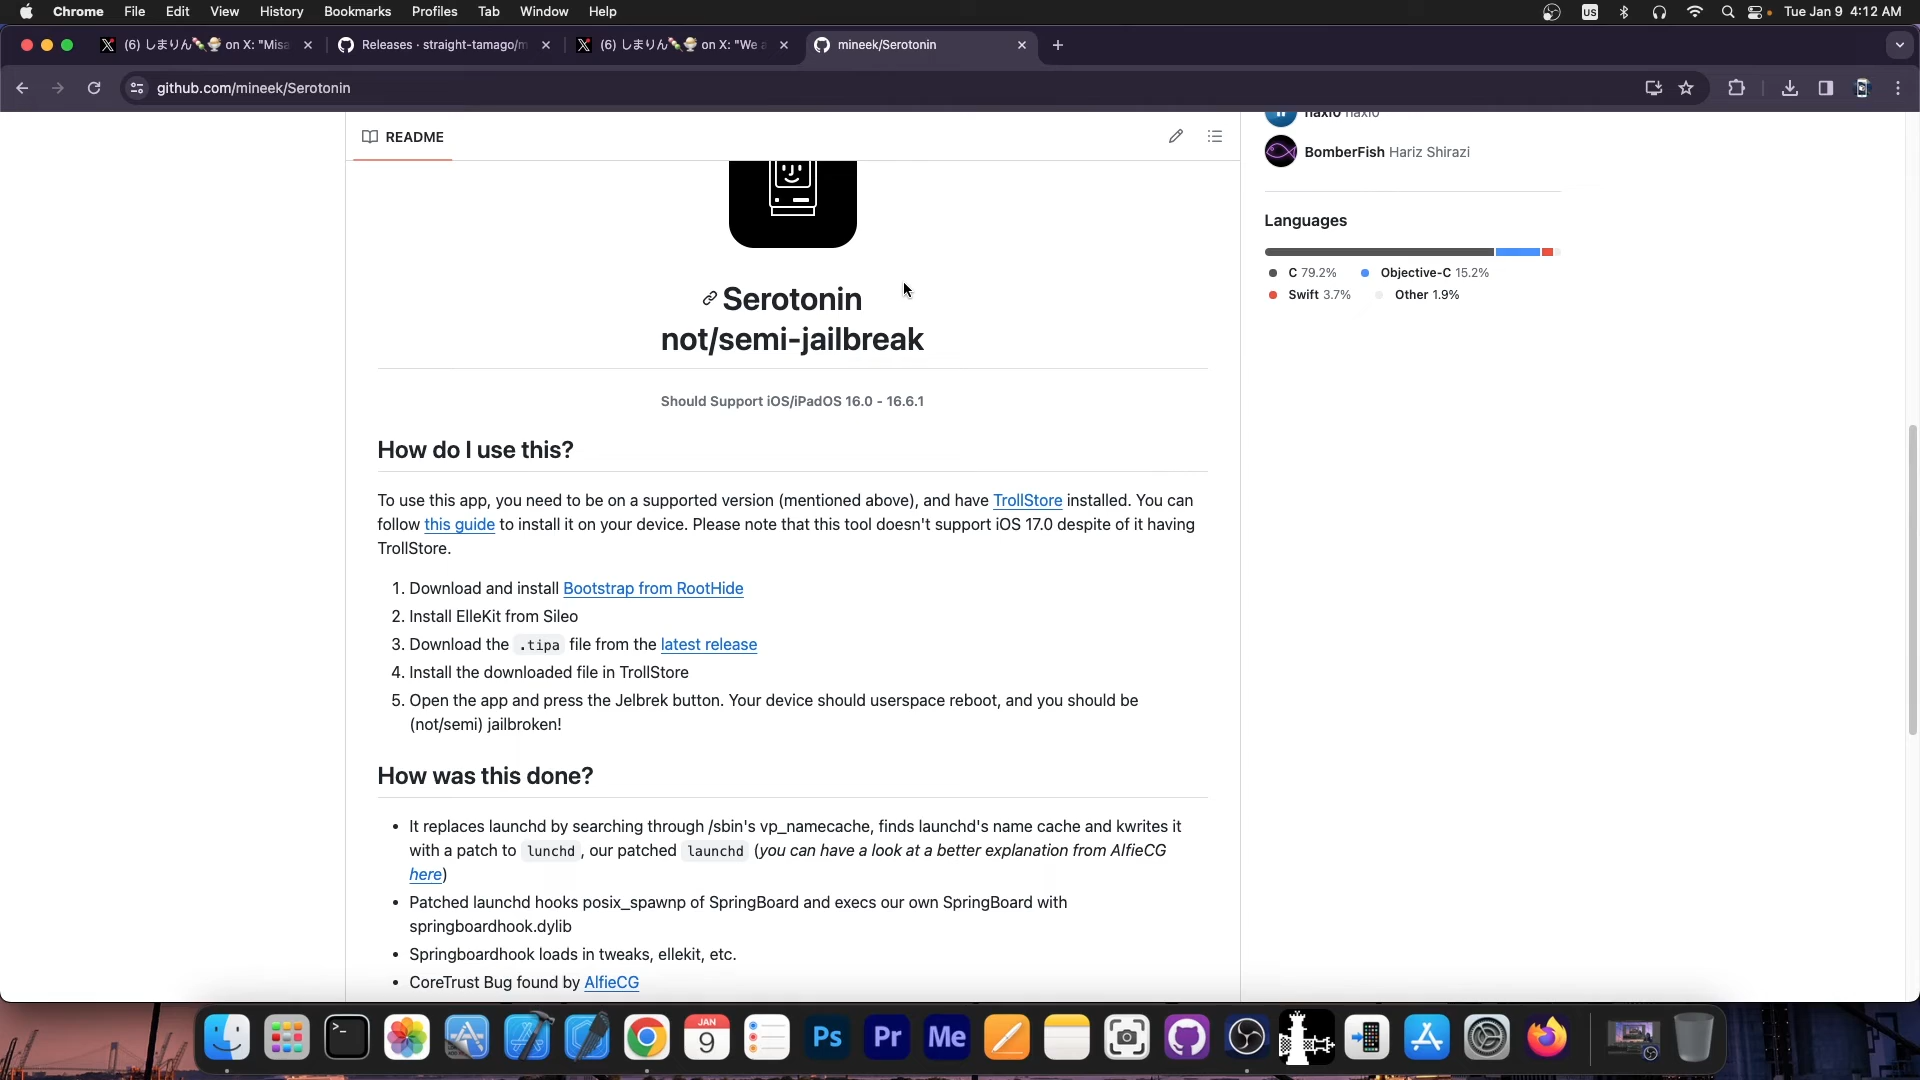 Chrome File Edit View History Bookmarks Profiles Tab Window Help US Tue Jan 9 4:12 AM
(6) しまりん🍡🍨 on X: "Misa Releases · straight-tamago/m (6) しまりん🍡🍨 on X: "We a mineek/Serotonin
github.com/mineek/Serotonin
README
haxi0 haxi0
BomberFish Hariz Shirazi
Languages
C 79.2% Objective-C 15.2%
Swift 3.7% Other 1.9%
Serotonin
not/semi-jailbreak
Should Support iOS/iPadOS 16.0 - 16.6.1
How do I use this?
To use this app, you need to be on a supported version (mentioned above), and have TrollStore installed. You can
follow this guide to install it on your device. Please note that this tool doesn't support iOS 17.0 despite of it having
TrollStore.
1. Download and install Bootstrap from RootHide
2. Install ElleKit from Sileo
3. Download the .tipa file from the latest release
4. Install the downloaded file in TrollStore
5. Open the app and press the Jelbrek button. Your device should userspace reboot, and you should be
(not/semi) jailbroken!
How was this done?
• It replaces launchd by searching through /sbin's vp_namecache, finds launchd's name cache and kwrites it
with a patch to lunchd , our patched launchd (you can have a look at a better explanation from AlfieCG
here)
• Patched launchd hooks posix_spawnp of SpringBoard and execs our own SpringBoard with
springboardhook.dylib
• Springboardhook loads in tweaks, ellekit, etc.
• CoreTrust Bug found by AlfieCG
JAN
9
Ps Pr Me